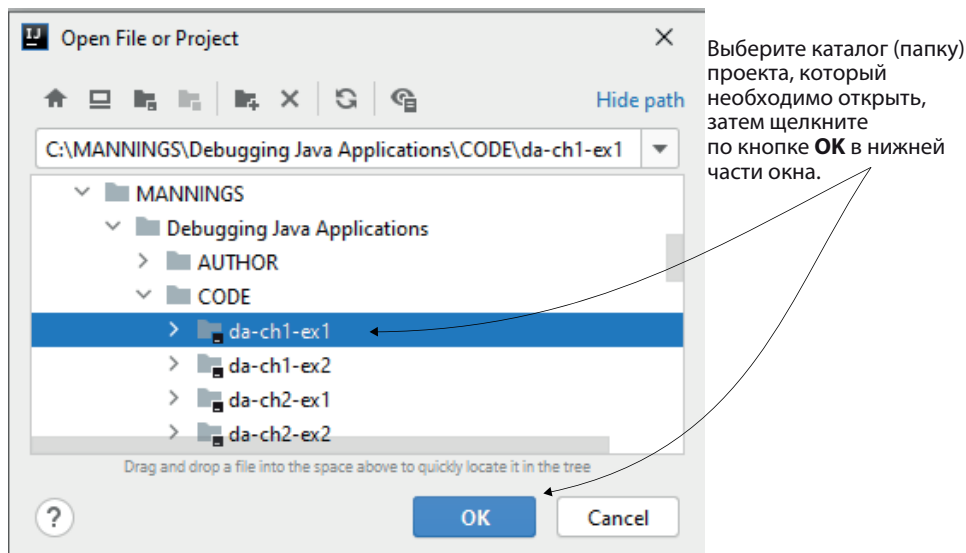 IJ
Open File or Project
Hide path
C:\MANNINGS\Debugging Java Applications\CODE\da-ch1-ex1
MANNINGS
Debugging Java Applications
AUTHOR
CODE
da-ch1-ex1
da-ch1-ex2
da-ch2-ex1
da-ch2-ex2
Drag and drop a file into the space above to quickly locate it in the tree
?
OK
Cancel
Выберите каталог (папку)
проекта, который
необходимо открыть,
затем щелкните
по кнопке OK в нижней
части окна.